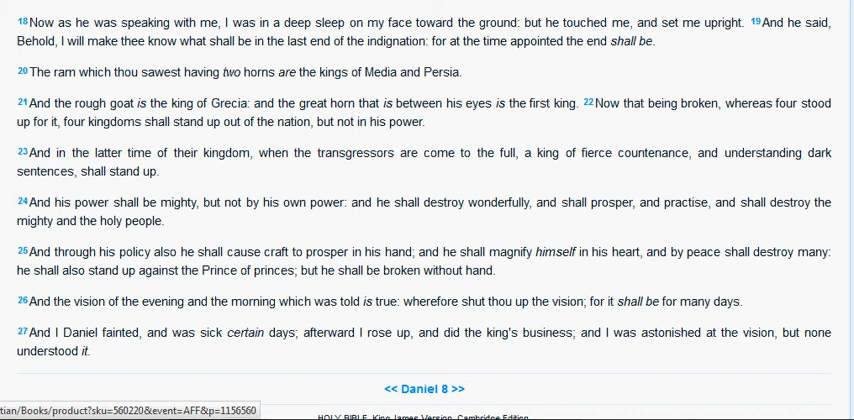 18 Now as he was speaking with me, I was in a deep sleep on my face toward the ground: but he touched me, and set me upright. 19 And he said,
Behold, I will make thee know what shall be in the last end of the indignation: for at the time appointed the end shall be.
20 The ram which thou sawest having two horns are the kings of Media and Persia.
21 And the rough goat is the king of Grecia: and the great horn that is between his eyes is the first king. 22 Now that being broken, whereas four stood
up for it, four kingdoms shall stand up out of the nation, but not in his power.
23 And in the latter time of their kingdom, when the transgressors are come to the full, a king of fierce countenance, and understanding dark
sentences, shall stand up.
24 And his power shall be mighty, but not by his own power: and he shall destroy wonderfully, and shall prosper, and practise, and shall destroy the
mighty and the holy people.
25 And through his policy also he shall cause craft to prosper in his hand; and he shall magnify himself in his heart, and by peace shall destroy many:
he shall also stand up against the Prince of princes; but he shall be broken without hand.
26 And the vision of the evening and the morning which was told is true: wherefore shut thou up the vision; for it shall be for many days.
27 And I Daniel fainted, and was sick certain days; afterward I rose up, and did the king's business; and I was astonished at the vision, but none
understood it.
<< Daniel 8 >>
tian/Books/product?sku=560220&event=AFF&p=1156560
HOLY BIBLE, King James Version, Cambridge Edition